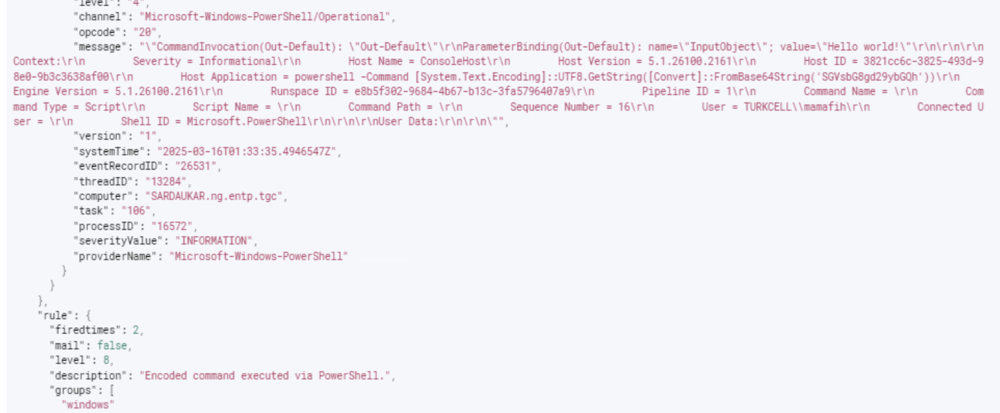 "level": "4",
"channel": "Microsoft-Windows-PowerShell/Operational",
"opcode": "20",
"message": "\"CommandInvocation(Out-Default): \"Out-Default\"\r\nParameterBinding(Out-Default): name=\"InputObject\"; value=\"Hello world!\"\r\n\r\n\r\n
Context:\r\n        Severity = Informational\r\n        Host Name = ConsoleHost\r\n        Host Version = 5.1.26100.2161\r\n        Host ID = 3821cc6c-3825-493d-9
8e0-9b3c3638af00\r\n        Host Application = powershell -Command [System.Text.Encoding]::UTF8.GetString([Convert]::FromBase64String('SGVsbG8gd29ybGQh'))\r\n
Engine Version = 5.1.26100.2161\r\n        Runspace ID = e8b5f302-9684-4b67-b13c-3fa5796407a9\r\n        Pipeline ID = 1\r\n        Command Name = \r\n        Com
mand Type = Script\r\n        Script Name = \r\n        Command Path = \r\n        Sequence Number = 16\r\n        User = TURKCELL\\mamafih\r\n        Connected U
ser = \r\n        Shell ID = Microsoft.PowerShell\r\n\r\n\r\nUser Data:\r\n\r\n\"",
"version": "1",
"systemTime": "2025-03-16T01:33:35.4946547Z",
"eventRecordID": "26531",
"threadID": "13284",
"computer": "SARDAUKAR.ng.entp.tgc",
"task": "106",
"processID": "16572",
"severityValue": "INFORMATION",
"providerName": "Microsoft-Windows-PowerShell"
}
}
},
"rule": {
"firedtimes": 2,
"mail": false,
"level": 8,
"description": "Encoded command executed via PowerShell.",
"groups": [
"windows"